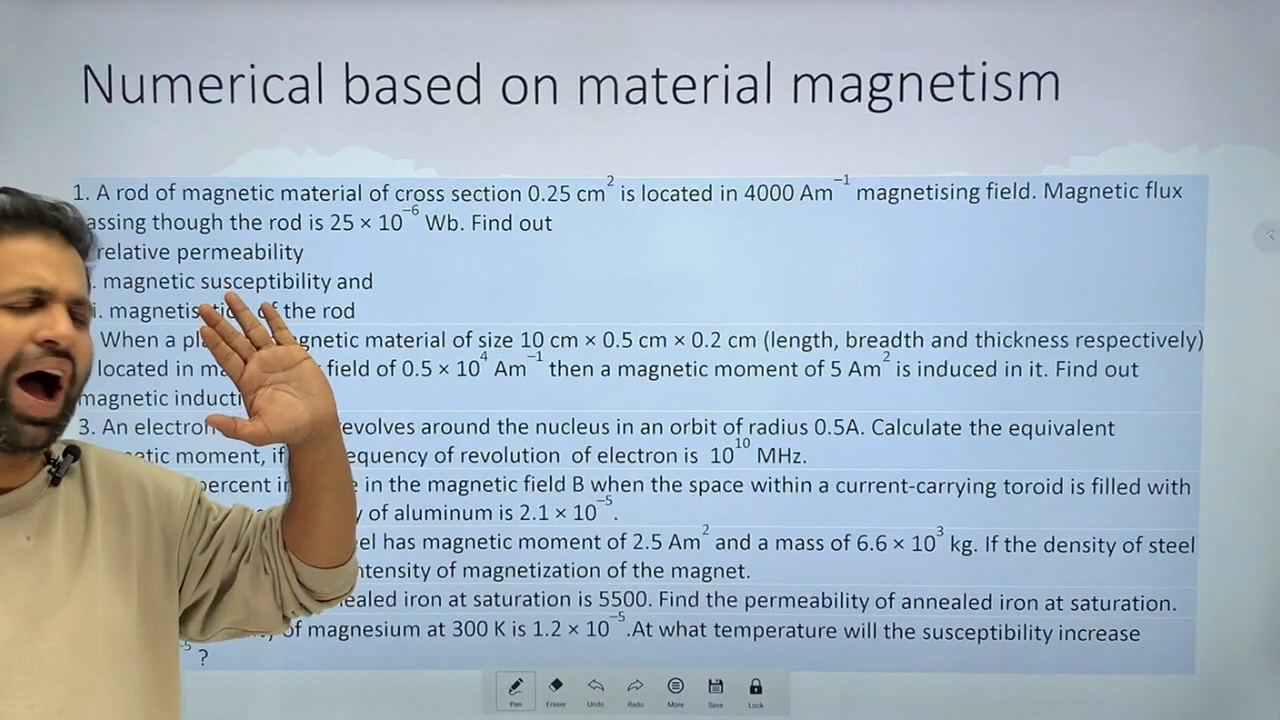 Numerical based on material magnetism
1. A rod of magnetic material of cross section 0.25 cm² is located in 4000 Am⁻¹ magnetising field. Magnetic flux
assing though the rod is 25 × 10⁻⁶ Wb. Find out
relative permeability
. magnetic susceptibility and
i. magnetis of the rod
When a pl gnetic material of size 10 cm × 0.5 cm × 0.2 cm (length, breadth and thickness respectively)
located in m field of 0.5 × 10⁴ Am⁻¹ then a magnetic moment of 5 Am² is induced in it. Find out
magnetic inducti
3. An electron evolves around the nucleus in an orbit of radius 0.5A. Calculate the equivalent
etic moment, if equency of revolution of electron is 10¹⁰ MHz.
percent in in the magnetic field B when the space within a current-carrying toroid is filled with
y of aluminum is 2.1 × 10⁻⁵.
el has magnetic moment of 2.5 Am² and a mass of 6.6 × 10³ kg. If the density of steel
ntensity of magnetization of the magnet.
ealed iron at saturation is 5500. Find the permeability of annealed iron at saturation.
of magnesium at 300 K is 1.2 × 10⁻⁵.At what temperature will the susceptibility increase
⁻⁵ ?
Pen Eraser Undo Redo More Save Lock